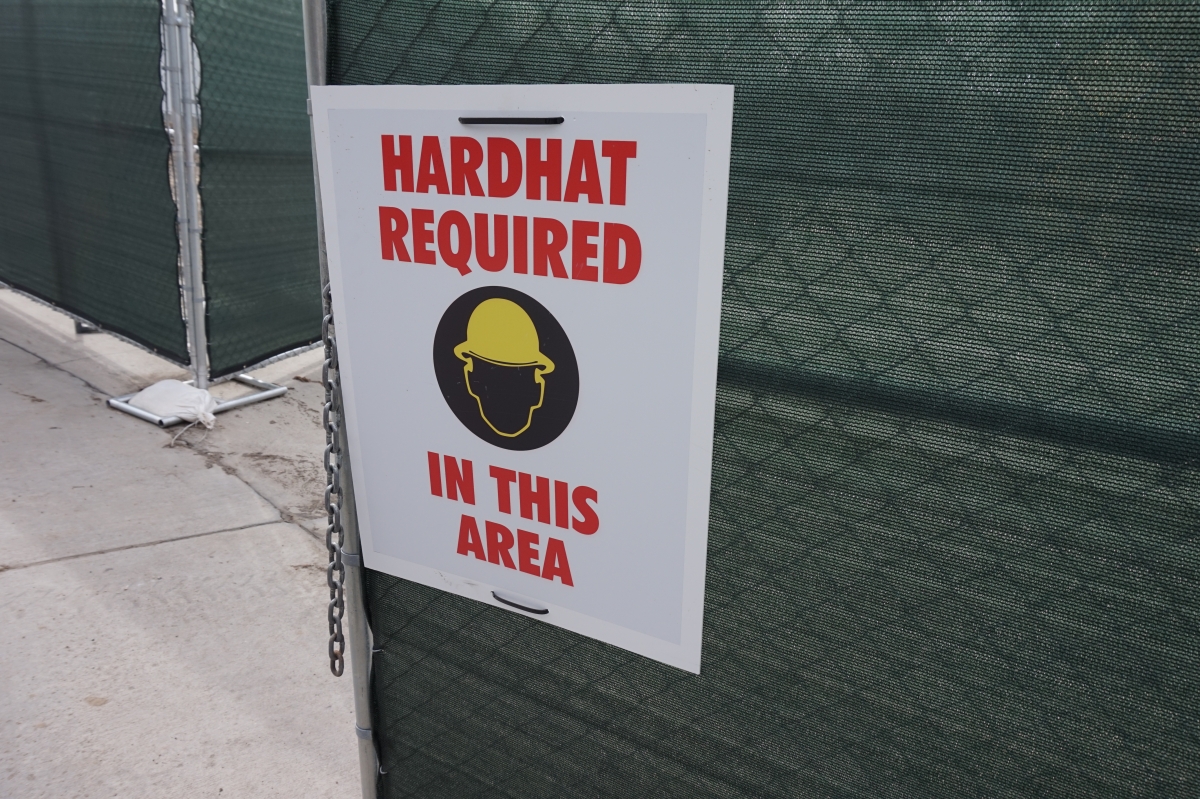 HARDHAT
REQUIRED
IN THIS
AREA